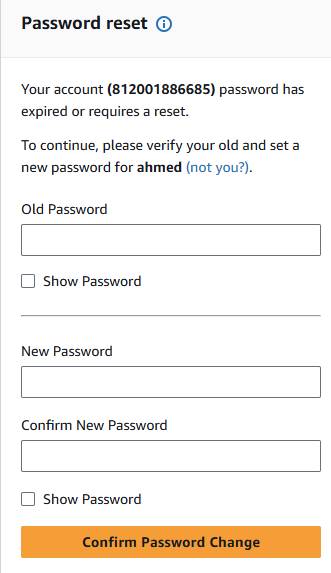 Password reset
Your account (812001886685) password has
expired or requires a reset.
To continue, please verify your old and set a
new password for ahmed (not you?).
Old Password
Show Password
New Password
Confirm New Password
Show Password
Confirm Password Change